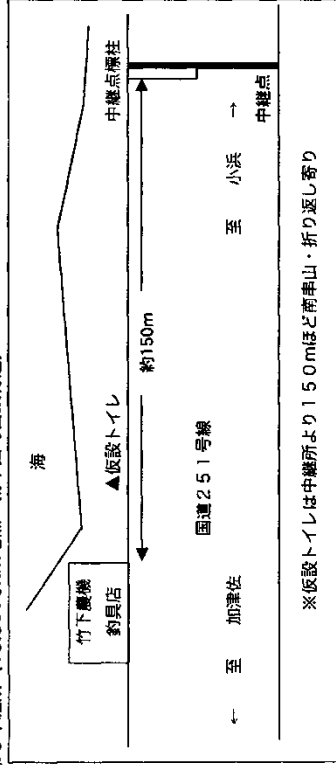 海
中継点標柱
竹下農機
釣具店
▲仮設トイレ
約150m
国道251号線
← 至 加津佐
至 小浜 →
中継点
※仮設トイレは中継所より150mほど南串山・折り返し寄り